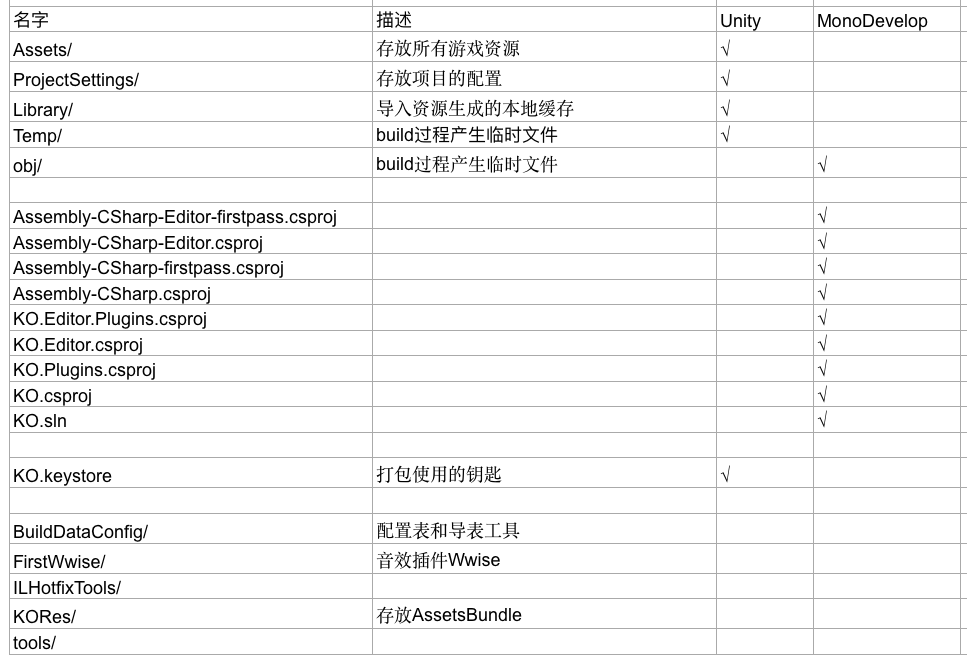 名字 描述 Unity MonoDevelop
Assets/ 存放所有游戏资源 √
ProjectSettings/ 存放项目的配置 √
Library/ 导入资源生成的本地缓存 √
Temp/ build过程产生临时文件 √
obj/ build过程产生临时文件 √
Assembly-CSharp-Editor-firstpass.csproj √
Assembly-CSharp-Editor.csproj √
Assembly-CSharp-firstpass.csproj √
Assembly-CSharp.csproj √
KO.Editor.Plugins.csproj √
KO.Editor.csproj √
KO.Plugins.csproj √
KO.csproj √
KO.sln √
KO.keystore 打包使用的钥匙 √
BuildDataConfig/ 配置表和导表工具
FirstWwise/ 音效插件Wwise
ILHotfixTools/
KORes/ 存放AssetsBundle
tools/